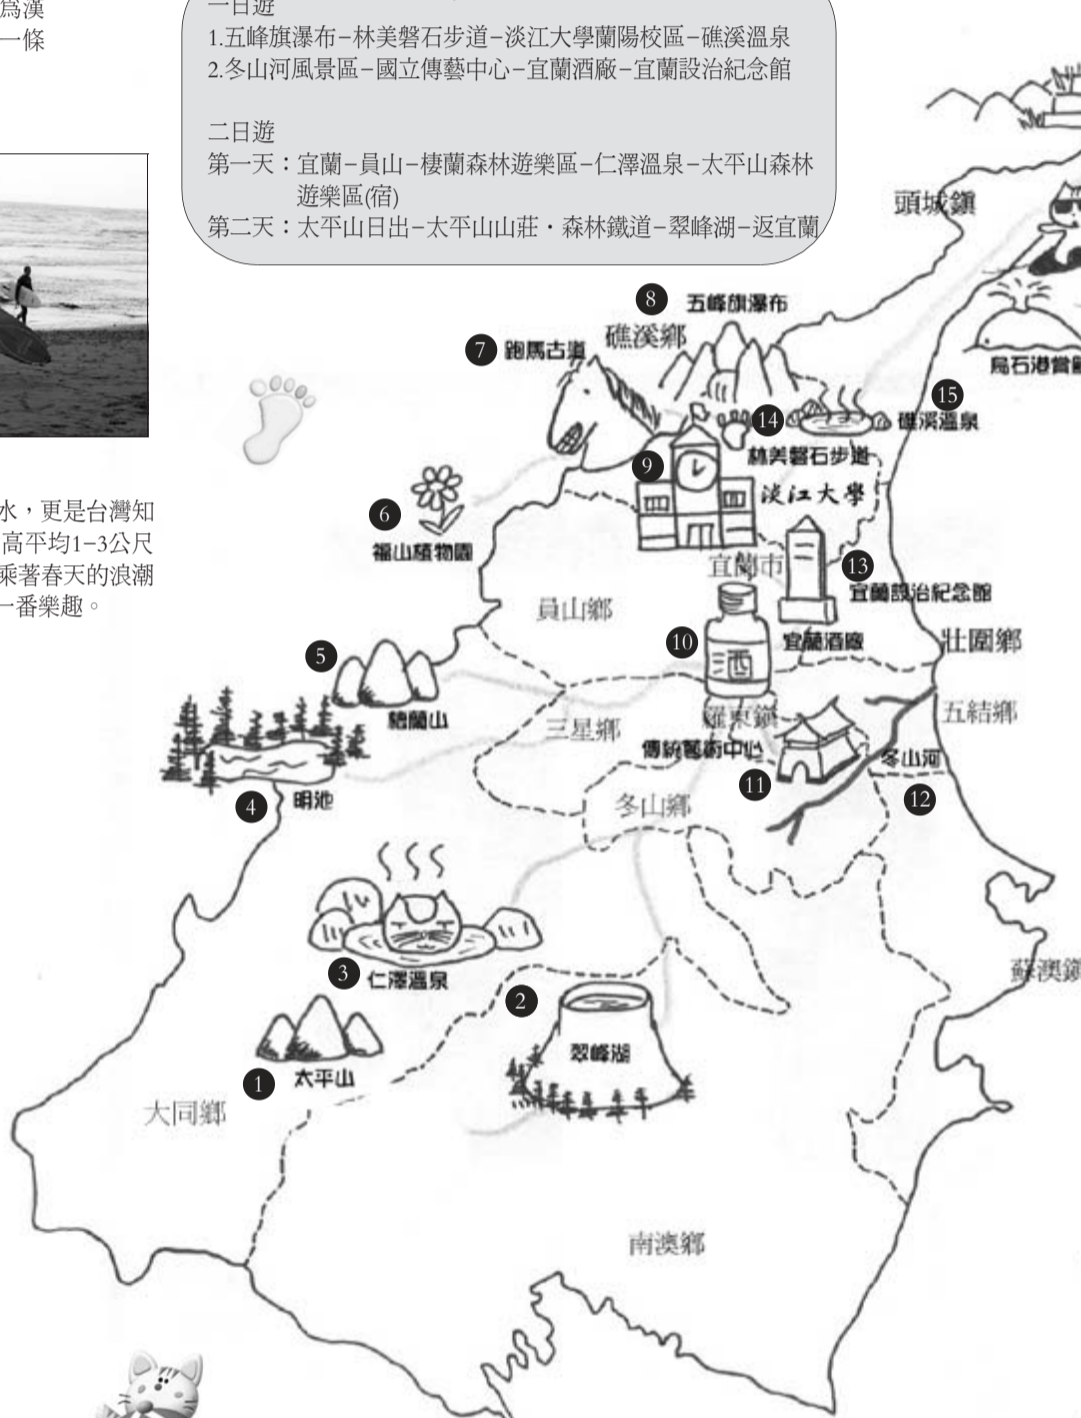 為漢
一條
一日遊
1.五峰旗瀑布−林美磐石步道−淡江大學蘭陽校區−礁溪溫泉
2.冬山河風景區−國立傳藝中心−宜蘭酒廠−宜蘭設治紀念館
二日遊
第一天：宜蘭−員山−棲蘭森林遊樂區−仁澤溫泉−太平山森林
遊樂區(宿)
第二天：太平山日出−太平山山莊・森林鐵道−翠峰湖−返宜蘭
水，更是台灣知
高平均1−3公尺
乘著春天的浪潮
一番樂趣。
頭城鎮
烏石港賞鯨
8 五峰旗瀑布
礁溪鄉
7 跑馬古道
15 礁溪溫泉
14 林美磐石步道
9 淡江大學
6 福山植物園
宜蘭市
13 宜蘭設治紀念館
員山鄉
10 宜蘭酒廠
酒
壯圍鄉
5 棲蘭山
五結鄉
羅東鎮
三星鄉
傳統藝術中心
11
冬山河
12
4 明池
冬山鄉
3 仁澤溫泉
蘇澳鎮
2 翠峰湖
1 太平山
大同鄉
南澳鄉